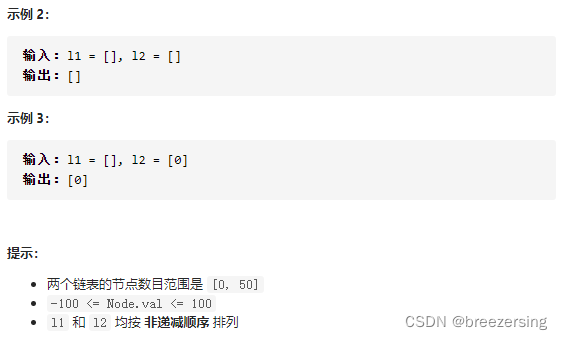 示例 2：
输入：l1 = [], l2 = []
输出：[]
示例 3：
输入：l1 = [], l2 = [0]
输出：[0]
提示：
两个链表的节点数目范围是 [0, 50]
-100 <= Node.val <= 100
l1 和 l2 均按 非递减顺序 排列
CSDN @breezersing